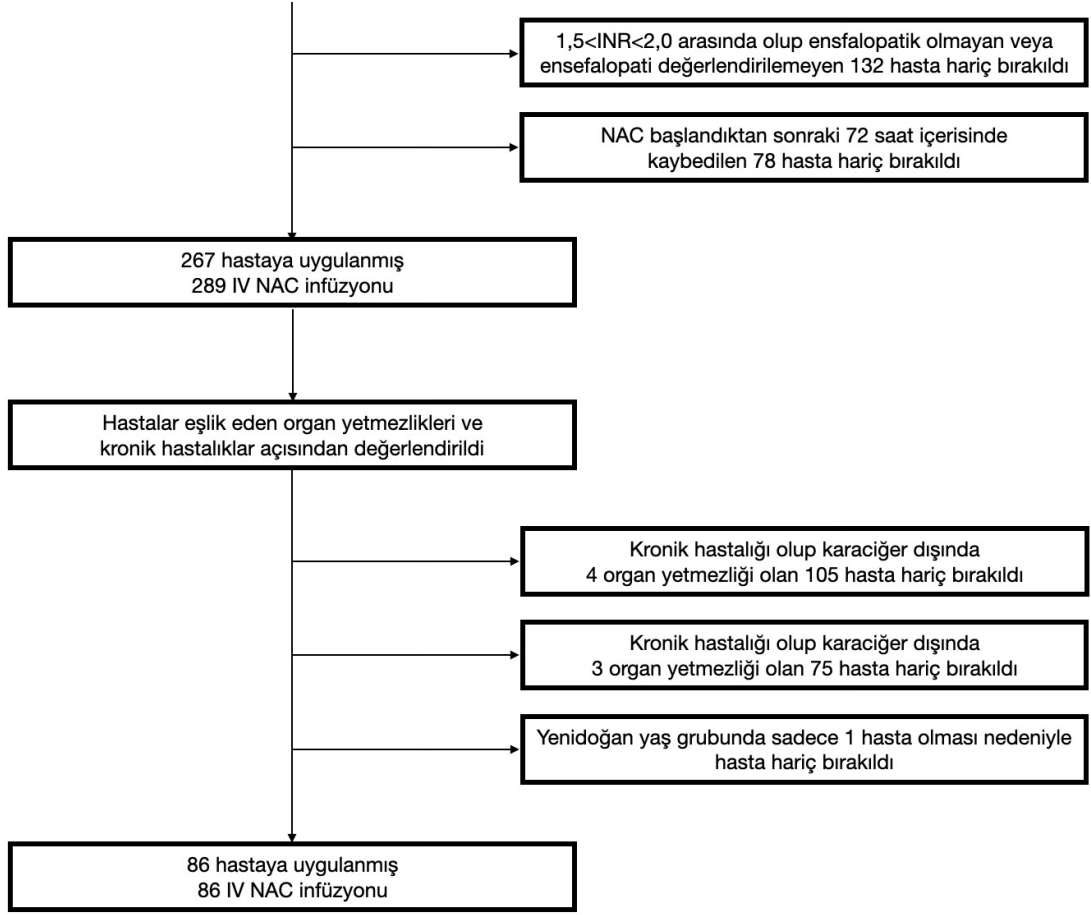 1,5<INR<2,0 arasında olup ensfalopatik olmayan veya
ensefalopati değerlendirilemeyen 132 hasta hariç bırakıldı
NAC başlandıktan sonraki 72 saat içerisinde
kaybedilen 78 hasta hariç bırakıldı
267 hastaya uygulanmış
289 IV NAC infüzyonu
Hastalar eşlik eden organ yetmezlikleri ve
kronik hastalıklar açısından değerlendirildi
Kronik hastalığı olup karaciğer dışında
4 organ yetmezliği olan 105 hasta hariç bırakıldı
Kronik hastalığı olup karaciğer dışında
3 organ yetmezliği olan 75 hasta hariç bırakıldı
Yenidoğan yaş grubunda sadece 1 hasta olması nedeniyle
hasta hariç bırakıldı
86 hastaya uygulanmış
86 IV NAC infüzyonu